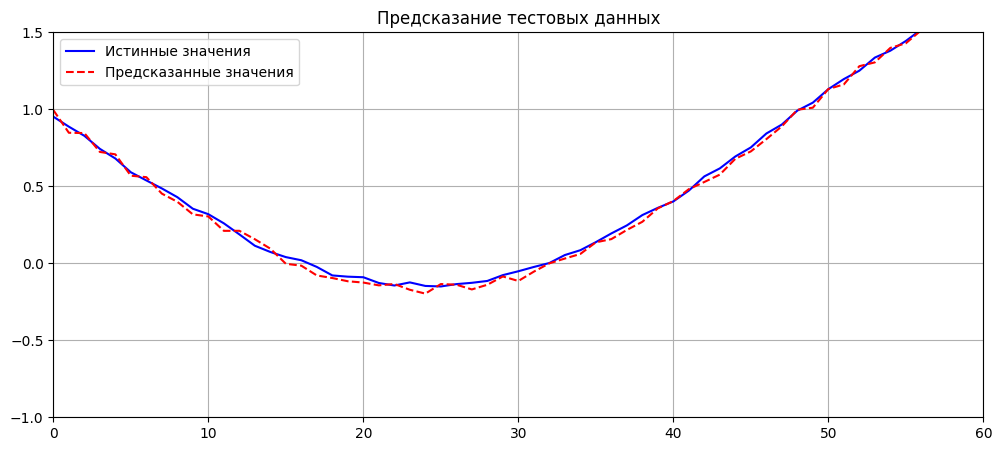 Предсказание тестовых данных
Истинные значения
Предсказанные значения
1.5
1.0
0.5
0.0
−0.5
−1.0
0 10 20 30 40 50 60